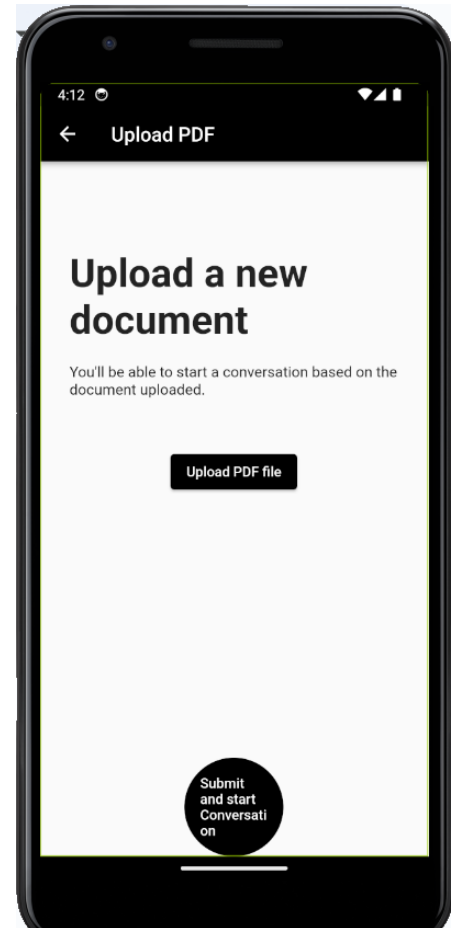 4:12
Upload PDF
Upload a new
document
You'll be able to start a conversation based on the
document uploaded.
Upload PDF file
Submit
and start
Conversati
on